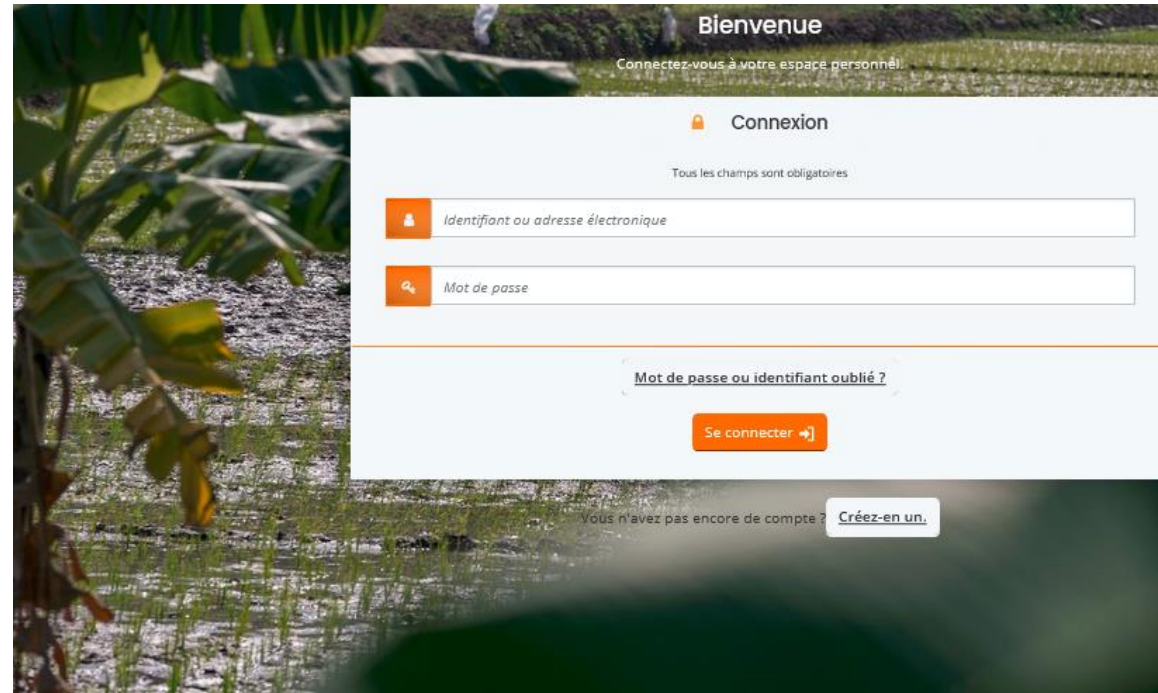 Bienvenue
Connectez-vous à votre espace personnel.
Connexion
Tous les champs sont obligatoires
Identifiant ou adresse électronique
Mot de passe
Mot de passe ou identifiant oublié ?
Se connecter
Vous n'avez pas encore de compte ? Créez-en un.